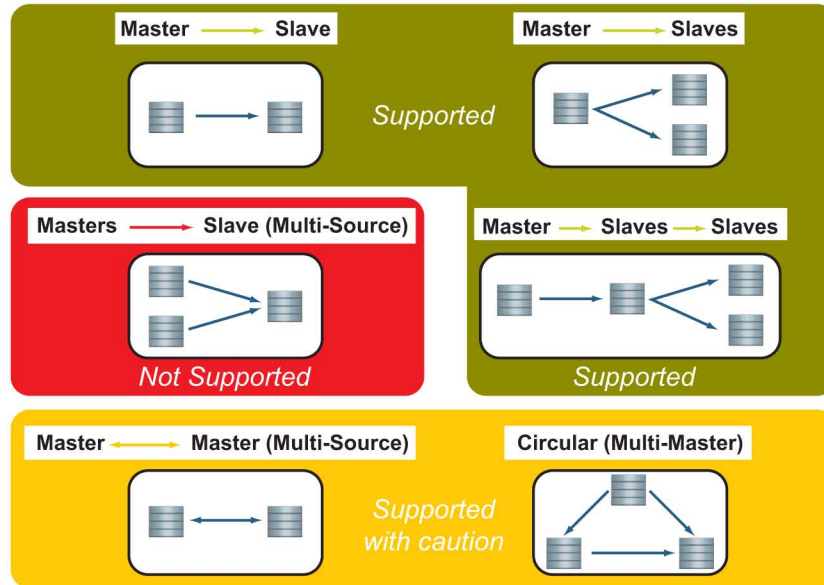 Master Slave
Master Slaves
Supported
Masters Slave (Multi-Source)
Not Supported
Master Slaves Slaves
Supported
Master Master (Multi-Source)
Circular (Multi-Master)
Supported
with caution